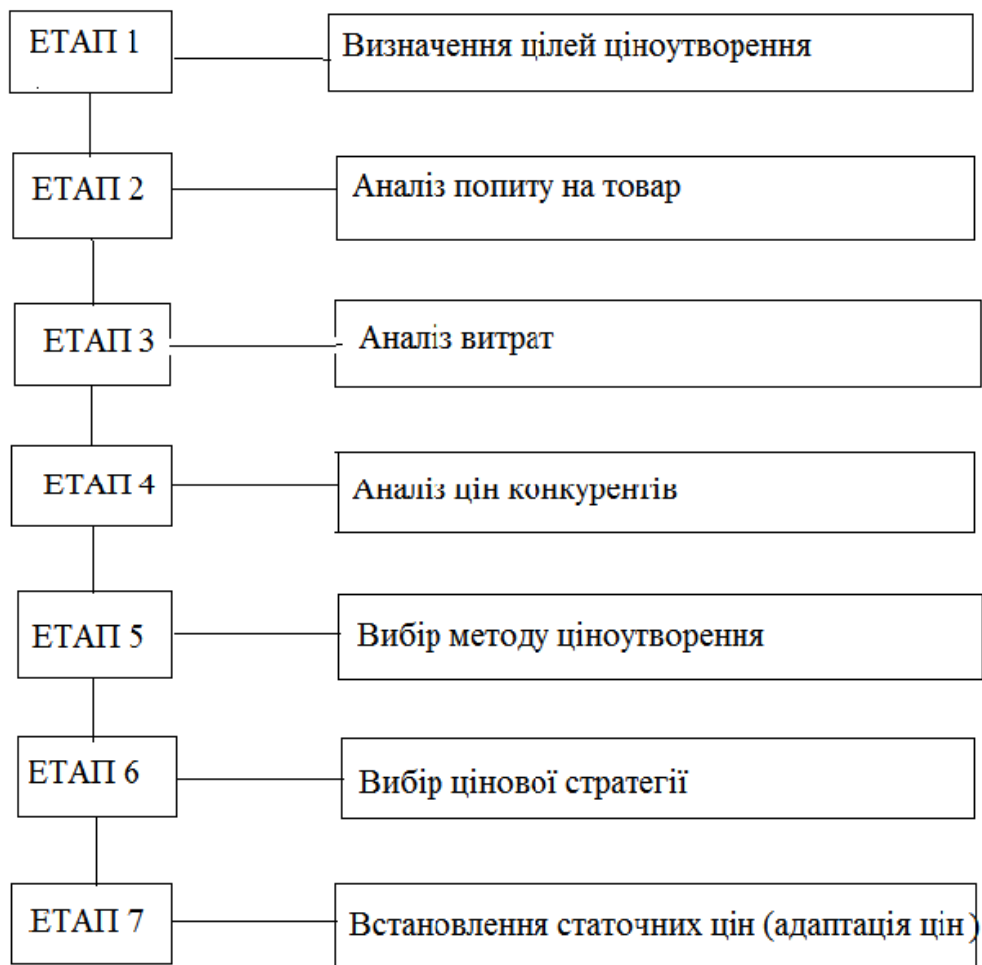 ЕТАП 1
Визначення цілей ціноутворення
ЕТАП 2
Аналіз попиту на товар
ЕТАП 3
Аналіз витрат
ЕТАП 4
Аналіз цін конкурентів
ЕТАП 5
Вибір методу ціноутворення
ЕТАП 6
Вибір цінової стратегії
ЕТАП 7
Встановлення статочних цін (адаптація цін)